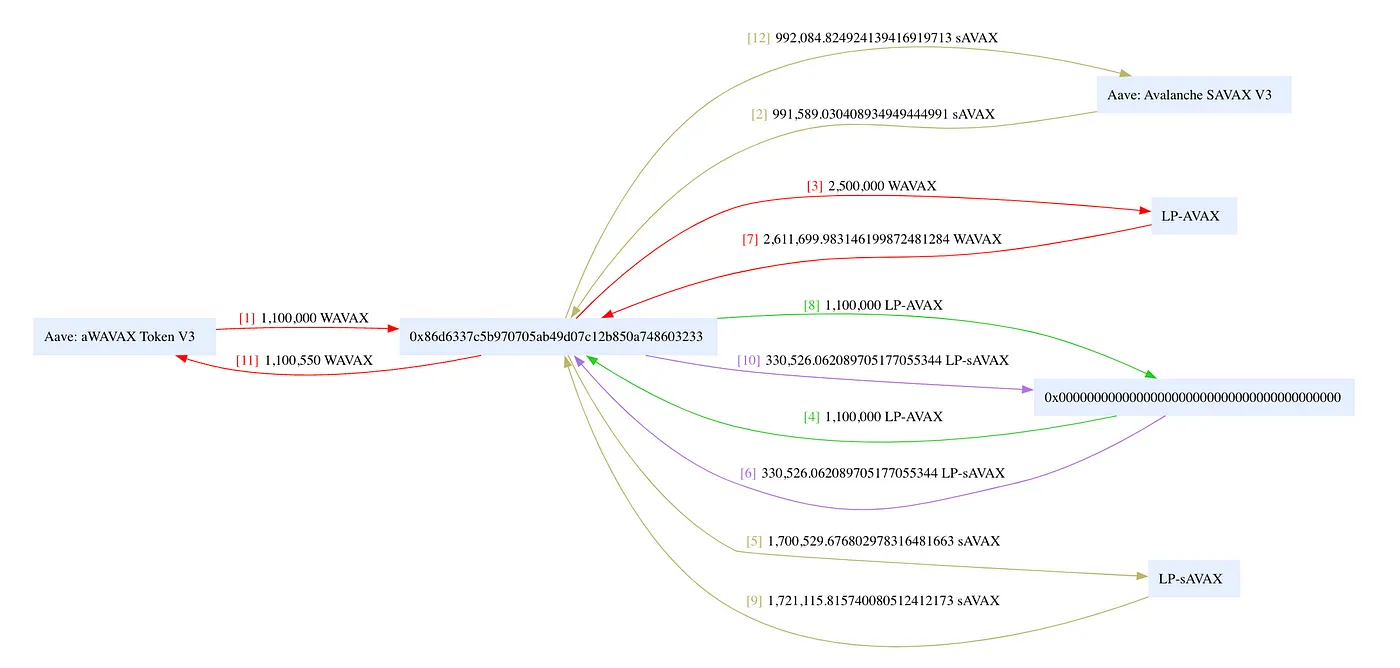 [12] 992,084.824924139416919713 sAVAX
Aave: Avalanche SAVAX V3
[2] 991,589.030408934949444991 sAVAX
[3] 2,500,000 WAVAX
LP-AVAX
[7] 2,611,699.983146199872481284 WAVAX
[8] 1,100,000 LP-AVAX
[1] 1,100,000 WAVAX
Aave: aWAVAX Token V3
0x86d6337c5b970705ab49d07c12b850a748603233
[11] 1,100,550 WAVAX
[10] 330,526.062089705177055344 LP-sAVAX
0x0000000000000000000000000000000000000000
[4] 1,100,000 LP-AVAX
[6] 330,526.062089705177055344 LP-sAVAX
[5] 1,700,529.676802978316481663 sAVAX
LP-sAVAX
[9] 1,721,115.815740080512412173 sAVAX